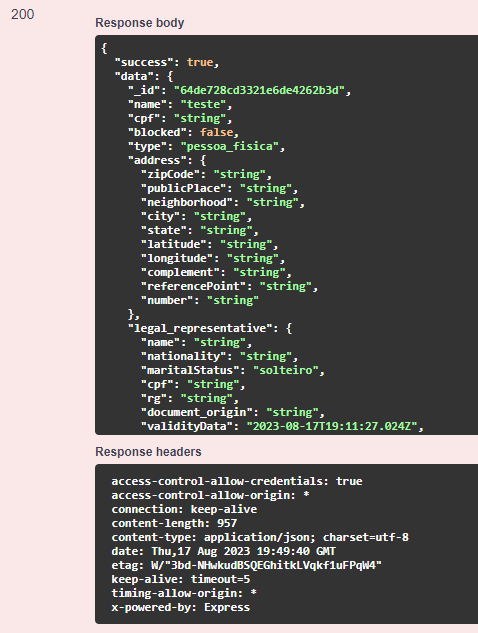 200
Response body
{
"success": true,
"data": {
"_id": "64de728cd3321e6de4262b3d",
"name": "teste",
"cpf": "string",
"blocked": false,
"type": "pessoa_fisica",
"address": {
"zipCode": "string",
"publicPlace": "string",
"neighborhood": "string",
"city": "string",
"state": "string",
"latitude": "string",
"longitude": "string",
"complement": "string",
"referencePoint": "string",
"number": "string"
},
"legal_representative": {
"name": "string",
"nationality": "string",
"maritalStatus": "solteiro",
"cpf": "string",
"rg": "string",
"document_origin": "string",
"validityData": "2023-08-17T19:11:27.024Z",
Response headers
access-control-allow-credentials: true
access-control-allow-origin: *
connection: keep-alive
content-length: 957
content-type: application/json; charset=utf-8
date: Thu,17 Aug 2023 19:49:40 GMT
etag: W/"3bd-NHwkudBSQEGhitkLVqkf1uFPqW4"
keep-alive: timeout=5
timing-allow-origin: *
x-powered-by: Express